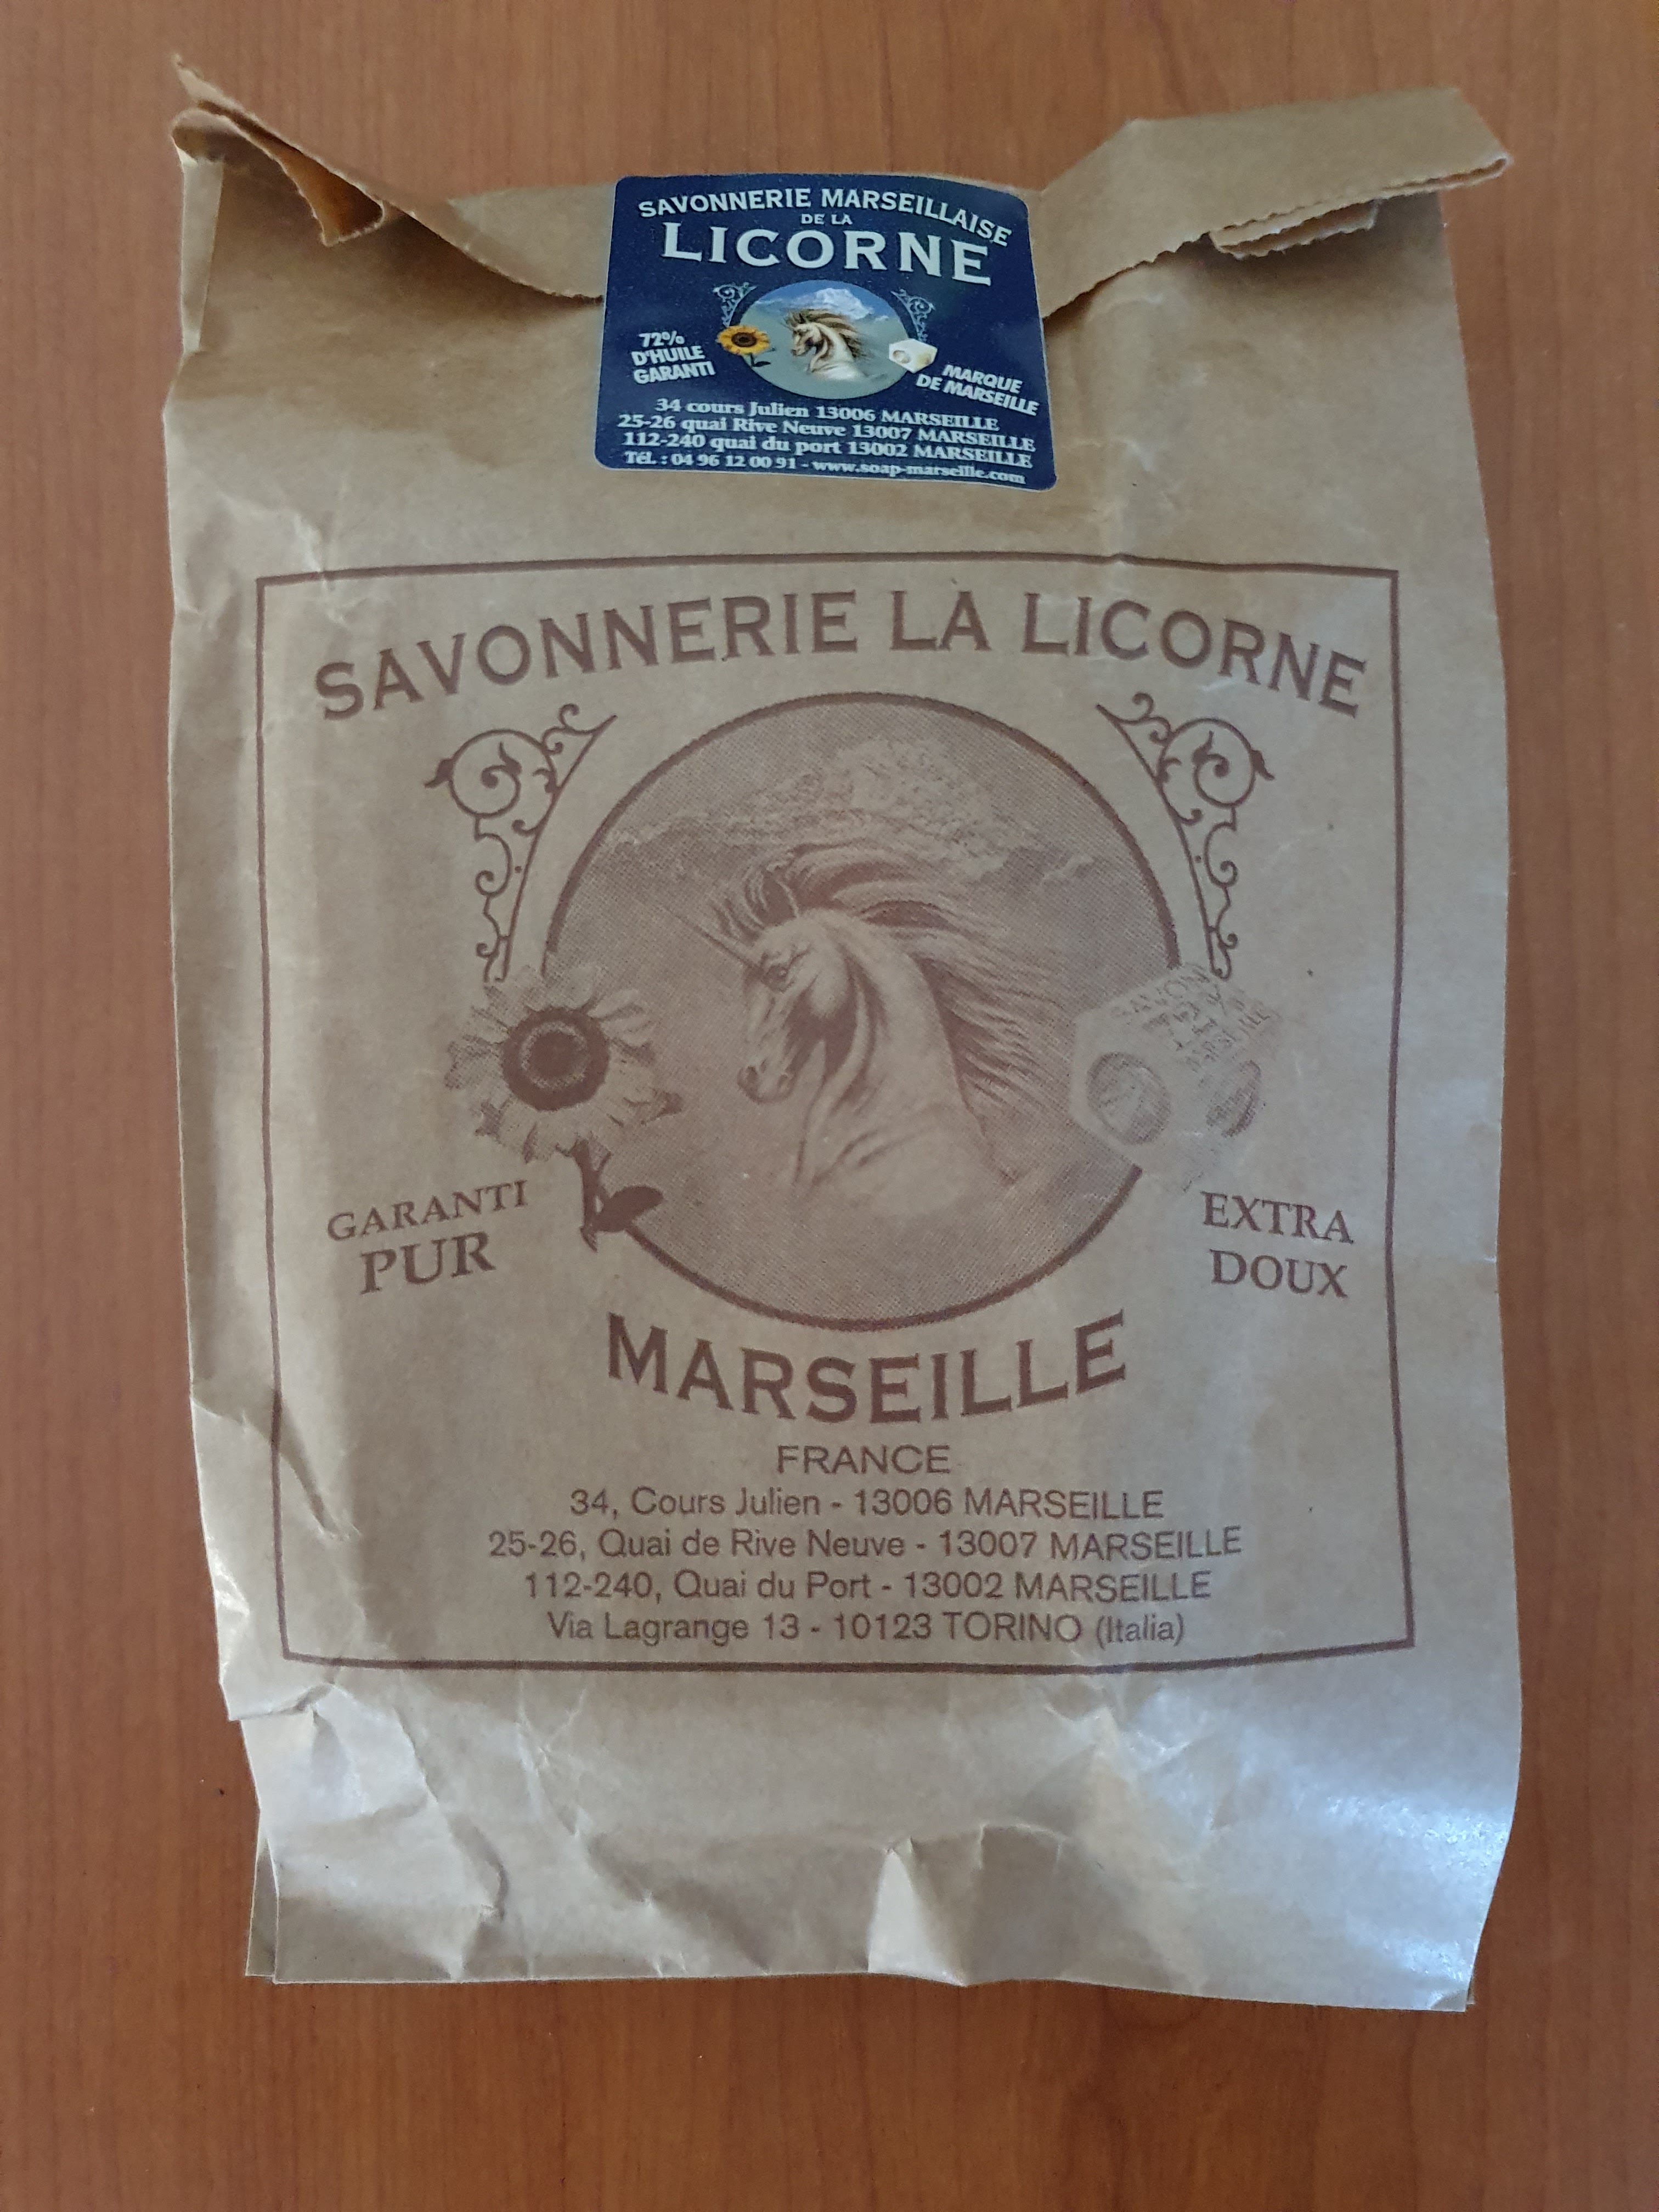 SAVONNERIE MARSEILLAISE
DE LA
LICORNE
72%
D'HUILE
GARANTI
MARQUE
DE MARSEILLE
34 cours Julien 13006 MARSEILLE
25-26 quai Rive Neuve 13007 MARSEILLE
112-240 quai du port 13002 MARSEILLE
Tél. : 04 96 12 00 91 - www.soap-marseille.com
SAVONNERIE LA LICORNE
SAVON
72%
MARSEILLE
GARANTI
PUR
EXTRA
DOUX
MARSEILLE
FRANCE
34, Cours Julien - 13006 MARSEILLE
25-26, Quai de Rive Neuve - 13007 MARSEILLE
112-240, Quai du Port - 13002 MARSEILLE
Via Lagrange 13 - 10123 TORINO (Italia)